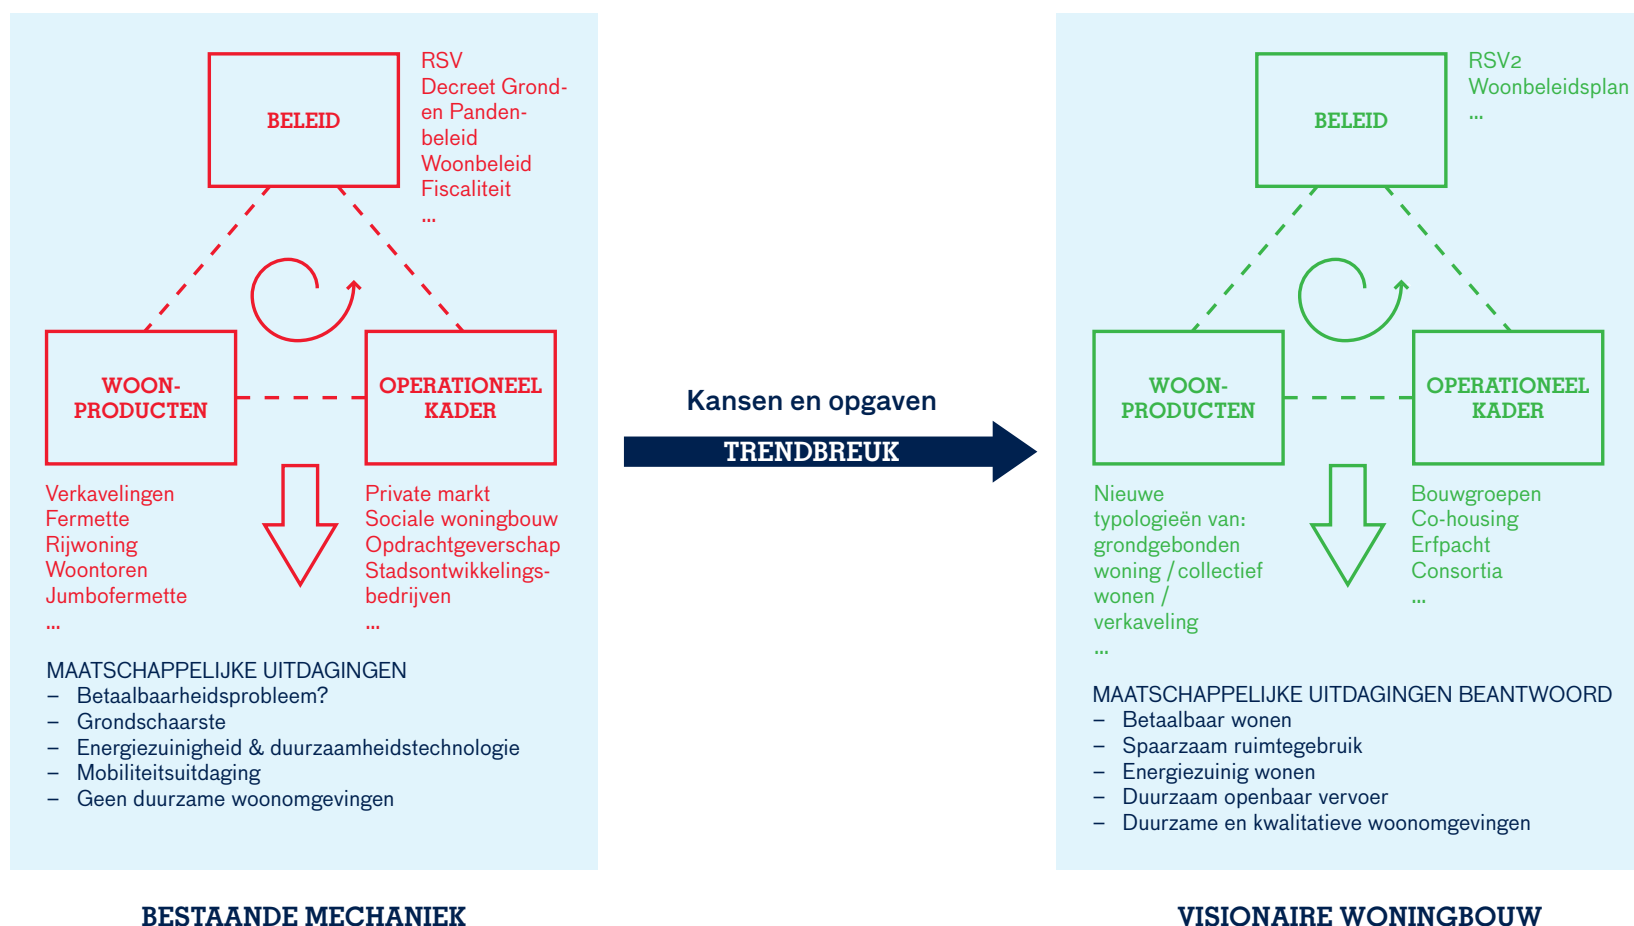 BELEID
RSV
Decreet Grond-
en Panden-
beleid
Woonbeleid
Fiscaliteit
...
WOON-
PRODUCTEN
OPERATIONEEL
KADER
Verkavelingen
Fermette
Rijwoning
Woontoren
Jumbofermette
...
Private markt
Sociale woningbouw
Opdrachtgeverschap
Stadsontwikkelings-
bedrijven
...
MAATSCHAPPELIJKE UITDAGINGEN
– Betaalbaarheidsprobleem?
– Grondschaarste
– Energiezuinigheid & duurzaamheidstechnologie
– Mobiliteitsuitdaging
– Geen duurzame woonomgevingen
BESTAANDE MECHANIEK
Kansen en opgaven
TRENDBREUK
BELEID
RSV2
Woonbeleidsplan
...
WOON-
PRODUCTEN
OPERATIONEEL
KADER
Nieuwe
typologieën van:
grondgebonden
woning / collectief
wonen /
verkaveling
...
Bouwgroepen
Co-housing
Erfpacht
Consortia
...
MAATSCHAPPELIJKE UITDAGINGEN BEANTWOORD
– Betaalbaar wonen
– Spaarzaam ruimtegebruik
– Energiezuinig wonen
– Duurzaam openbaar vervoer
– Duurzame en kwalitatieve woonomgevingen
VISIONAIRE WONINGBOUW